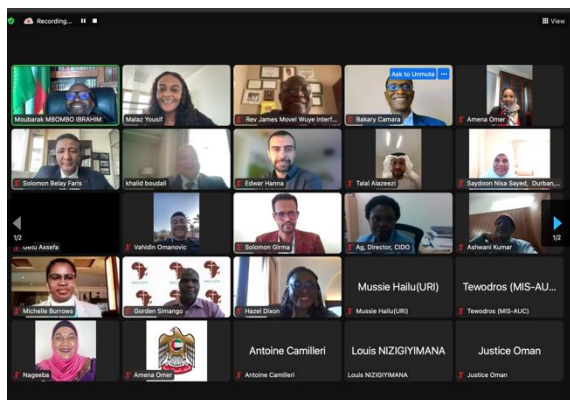 Recording...
View
Ask to Unmute ...
Moubarak MBOMBO IBRAHIM
Malaz Yousif
Rev James Movel Wuye Interf...
Bakary Camara
Amena Omer
Solomon Belay Faris
khalid boudali
Edwar Hanna
Talal Alazeezi
Saydoon Nisa Sayed, Durban,...
1/2
1/2
Getu Assefa
Vahidin Omanovic
Solomon Girma
Ag, Director, CIDO
Ashwani Kumar
Mussie Hailu(URI)
Tewodros (MIS-AU...
Michelle Burrows
Gorden Simango
Hazel Dixon
Mussie Hailu(URI)
Tewodros (MIS-AUC)
Antoine Camilleri
Louis NIZIGIYIMANA
Justice Oman
Nageeba
Amena Omer
Antoine Camilleri
Louis NIZIGIYIMANA
Justice Oman